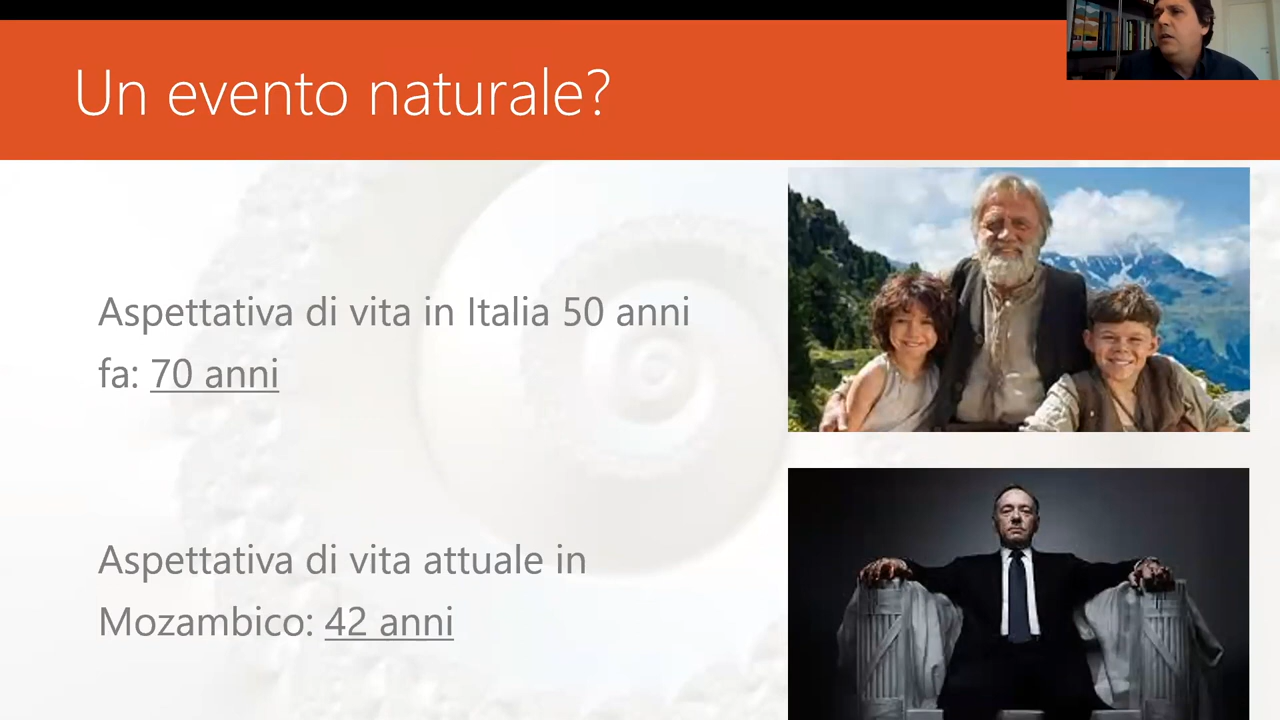 Un evento naturale?
Aspettativa di vita in Italia 50 anni
fa: 70 anni
Aspettativa di vita attuale in
Mozambico: 42 anni